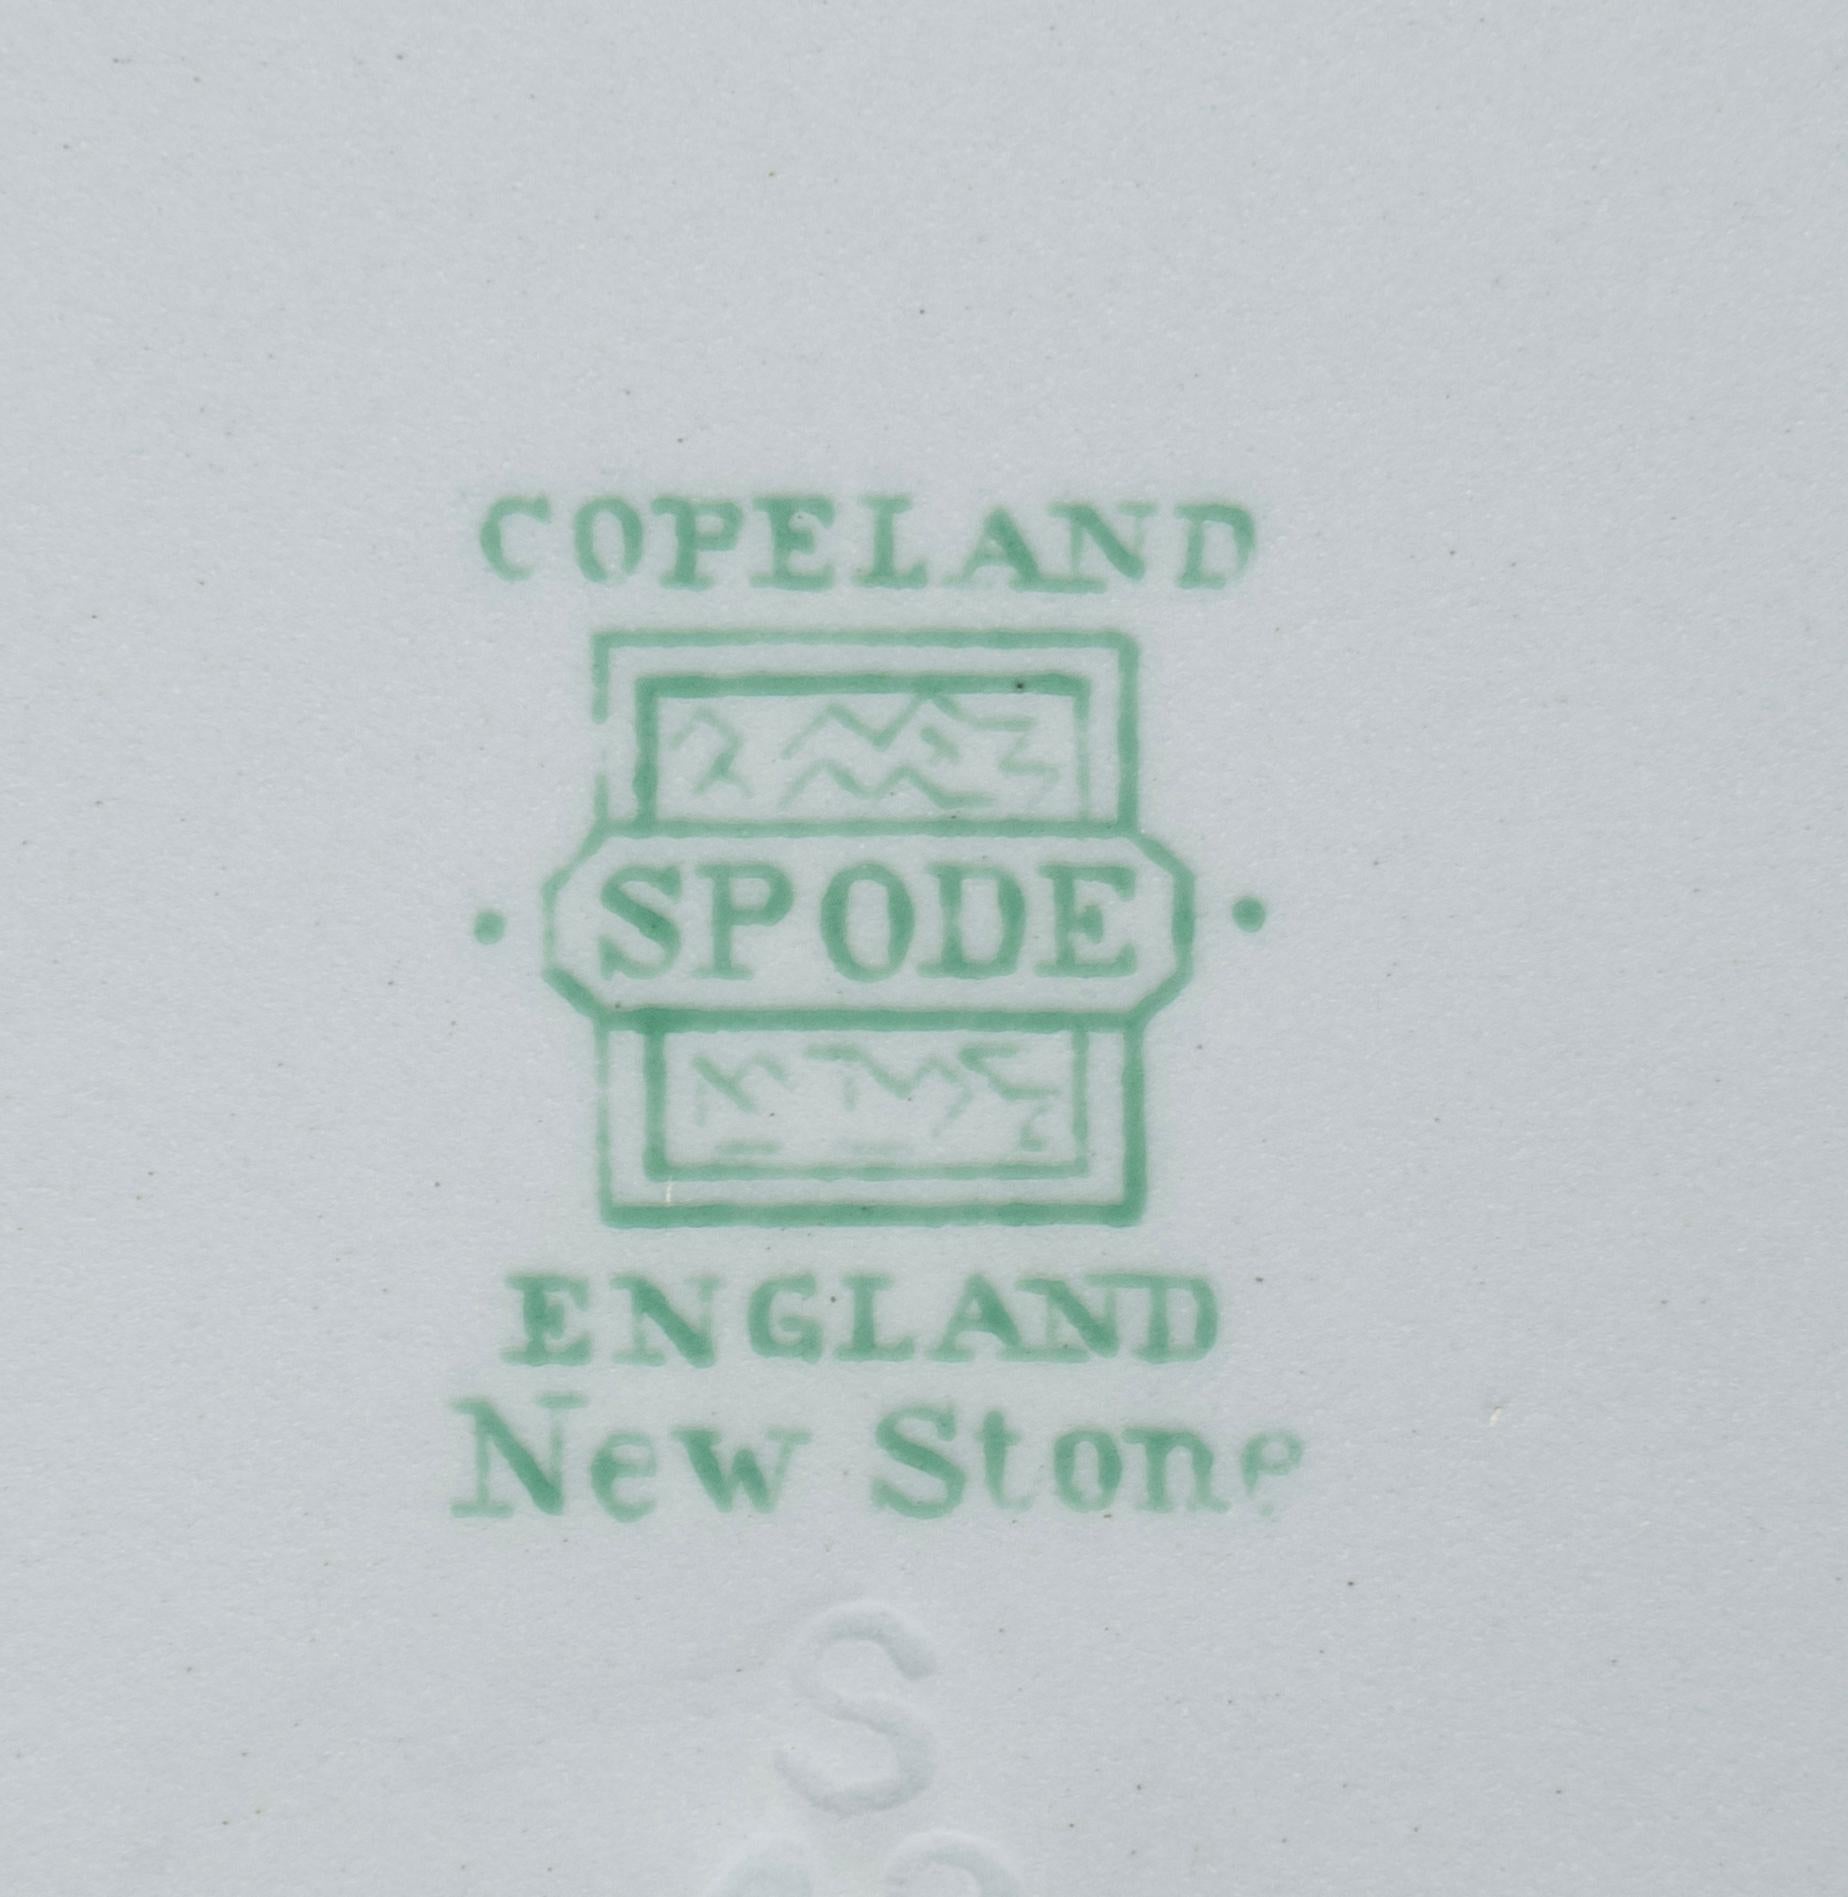 COPELAND
SPODE
ENGLAND
New Stone
S